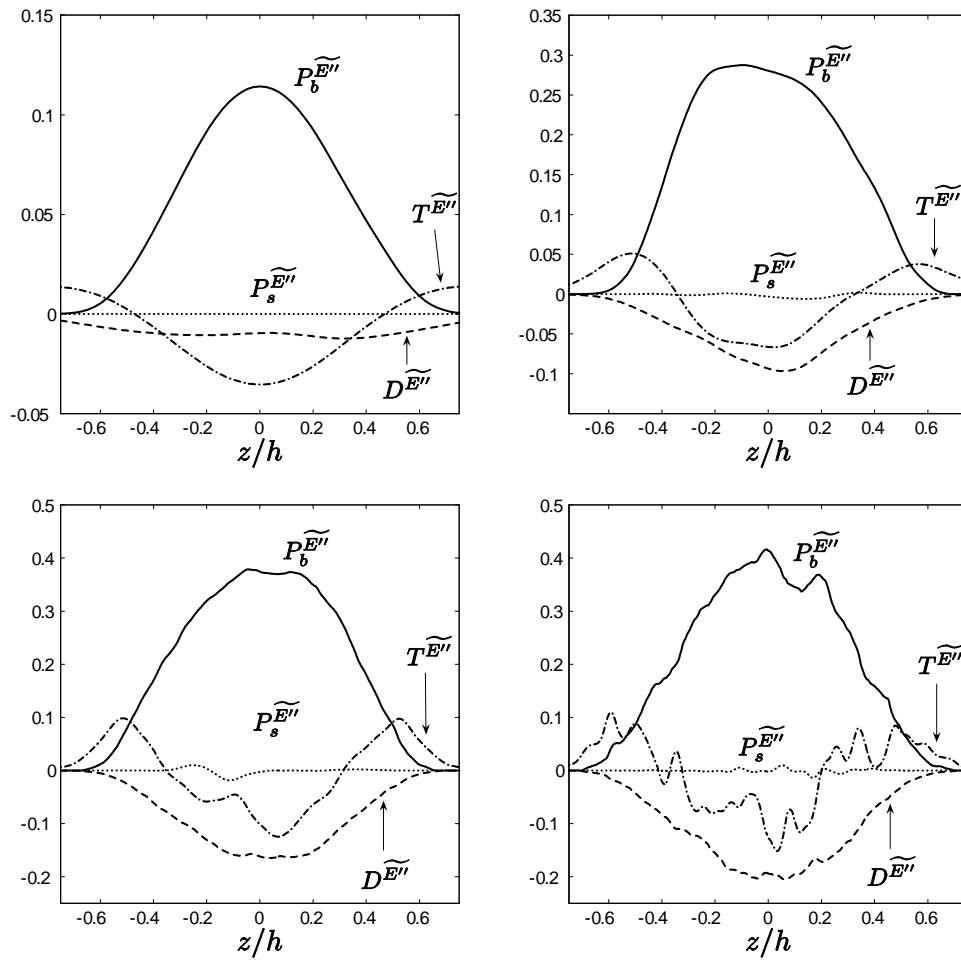 0.15
0.1
0.05
0
-0.05
-0.6 -0.4 -0.2 0 0.2 0.4 0.6
z/h
P_b^{\widetilde{E''}}
T^{\widetilde{E''}}
P_s^{\widetilde{E''}}
D^{\widetilde{E''}}
0.35
0.3
0.25
0.2
0.15
0.1
0.05
0
-0.05
-0.1
-0.6 -0.4 -0.2 0 0.2 0.4 0.6
z/h
P_b^{\widetilde{E''}}
T^{\widetilde{E''}}
P_s^{\widetilde{E''}}
D^{\widetilde{E''}}
0.5
0.4
0.3
0.2
0.1
0
-0.1
-0.2
-0.6 -0.4 -0.2 0 0.2 0.4 0.6
z/h
P_b^{\widetilde{E''}}
T^{\widetilde{E''}}
P_s^{\widetilde{E''}}
D^{\widetilde{E''}}
0.5
0.4
0.3
0.2
0.1
0
-0.1
-0.2
-0.6 -0.4 -0.2 0 0.2 0.4 0.6
z/h
P_b^{\widetilde{E''}}
T^{\widetilde{E''}}
P_s^{\widetilde{E''}}
D^{\widetilde{E''}}